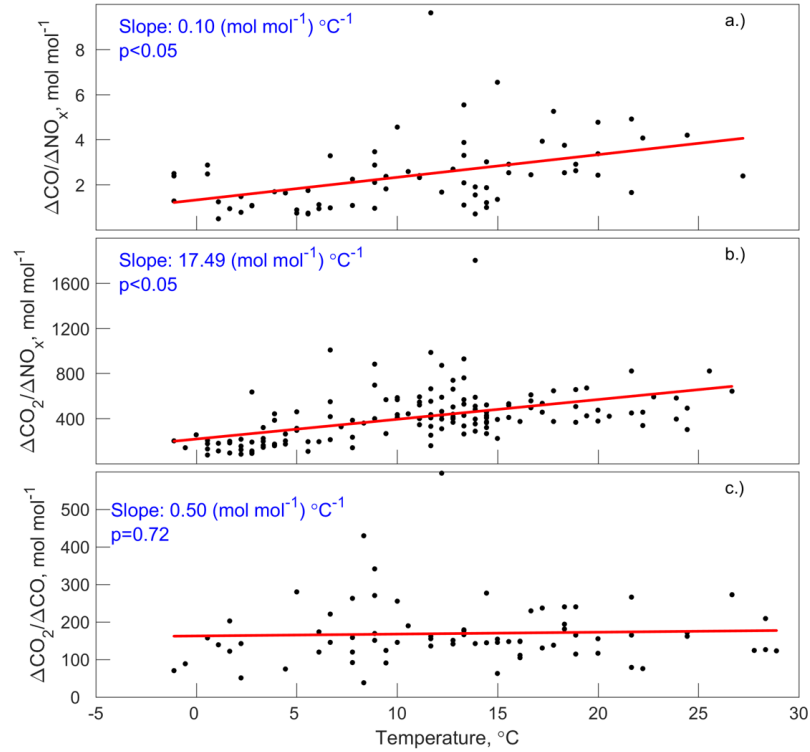 Slope: 0.10 (mol mol⁻¹) °C⁻¹
p<0.05
a.)
8
6
4
2
ΔCO/ΔNOₓ, mol mol⁻¹
Slope: 17.49 (mol mol⁻¹) °C⁻¹
p<0.05
b.)
1600
1200
800
400
ΔCO₂/ΔNOₓ, mol mol⁻¹
Slope: 0.50 (mol mol⁻¹) °C⁻¹
p=0.72
c.)
500
400
300
200
100
0
ΔCO₂/ΔCO, mol mol⁻¹
-5 0 5 10 15 20 25 30
Temperature, °C